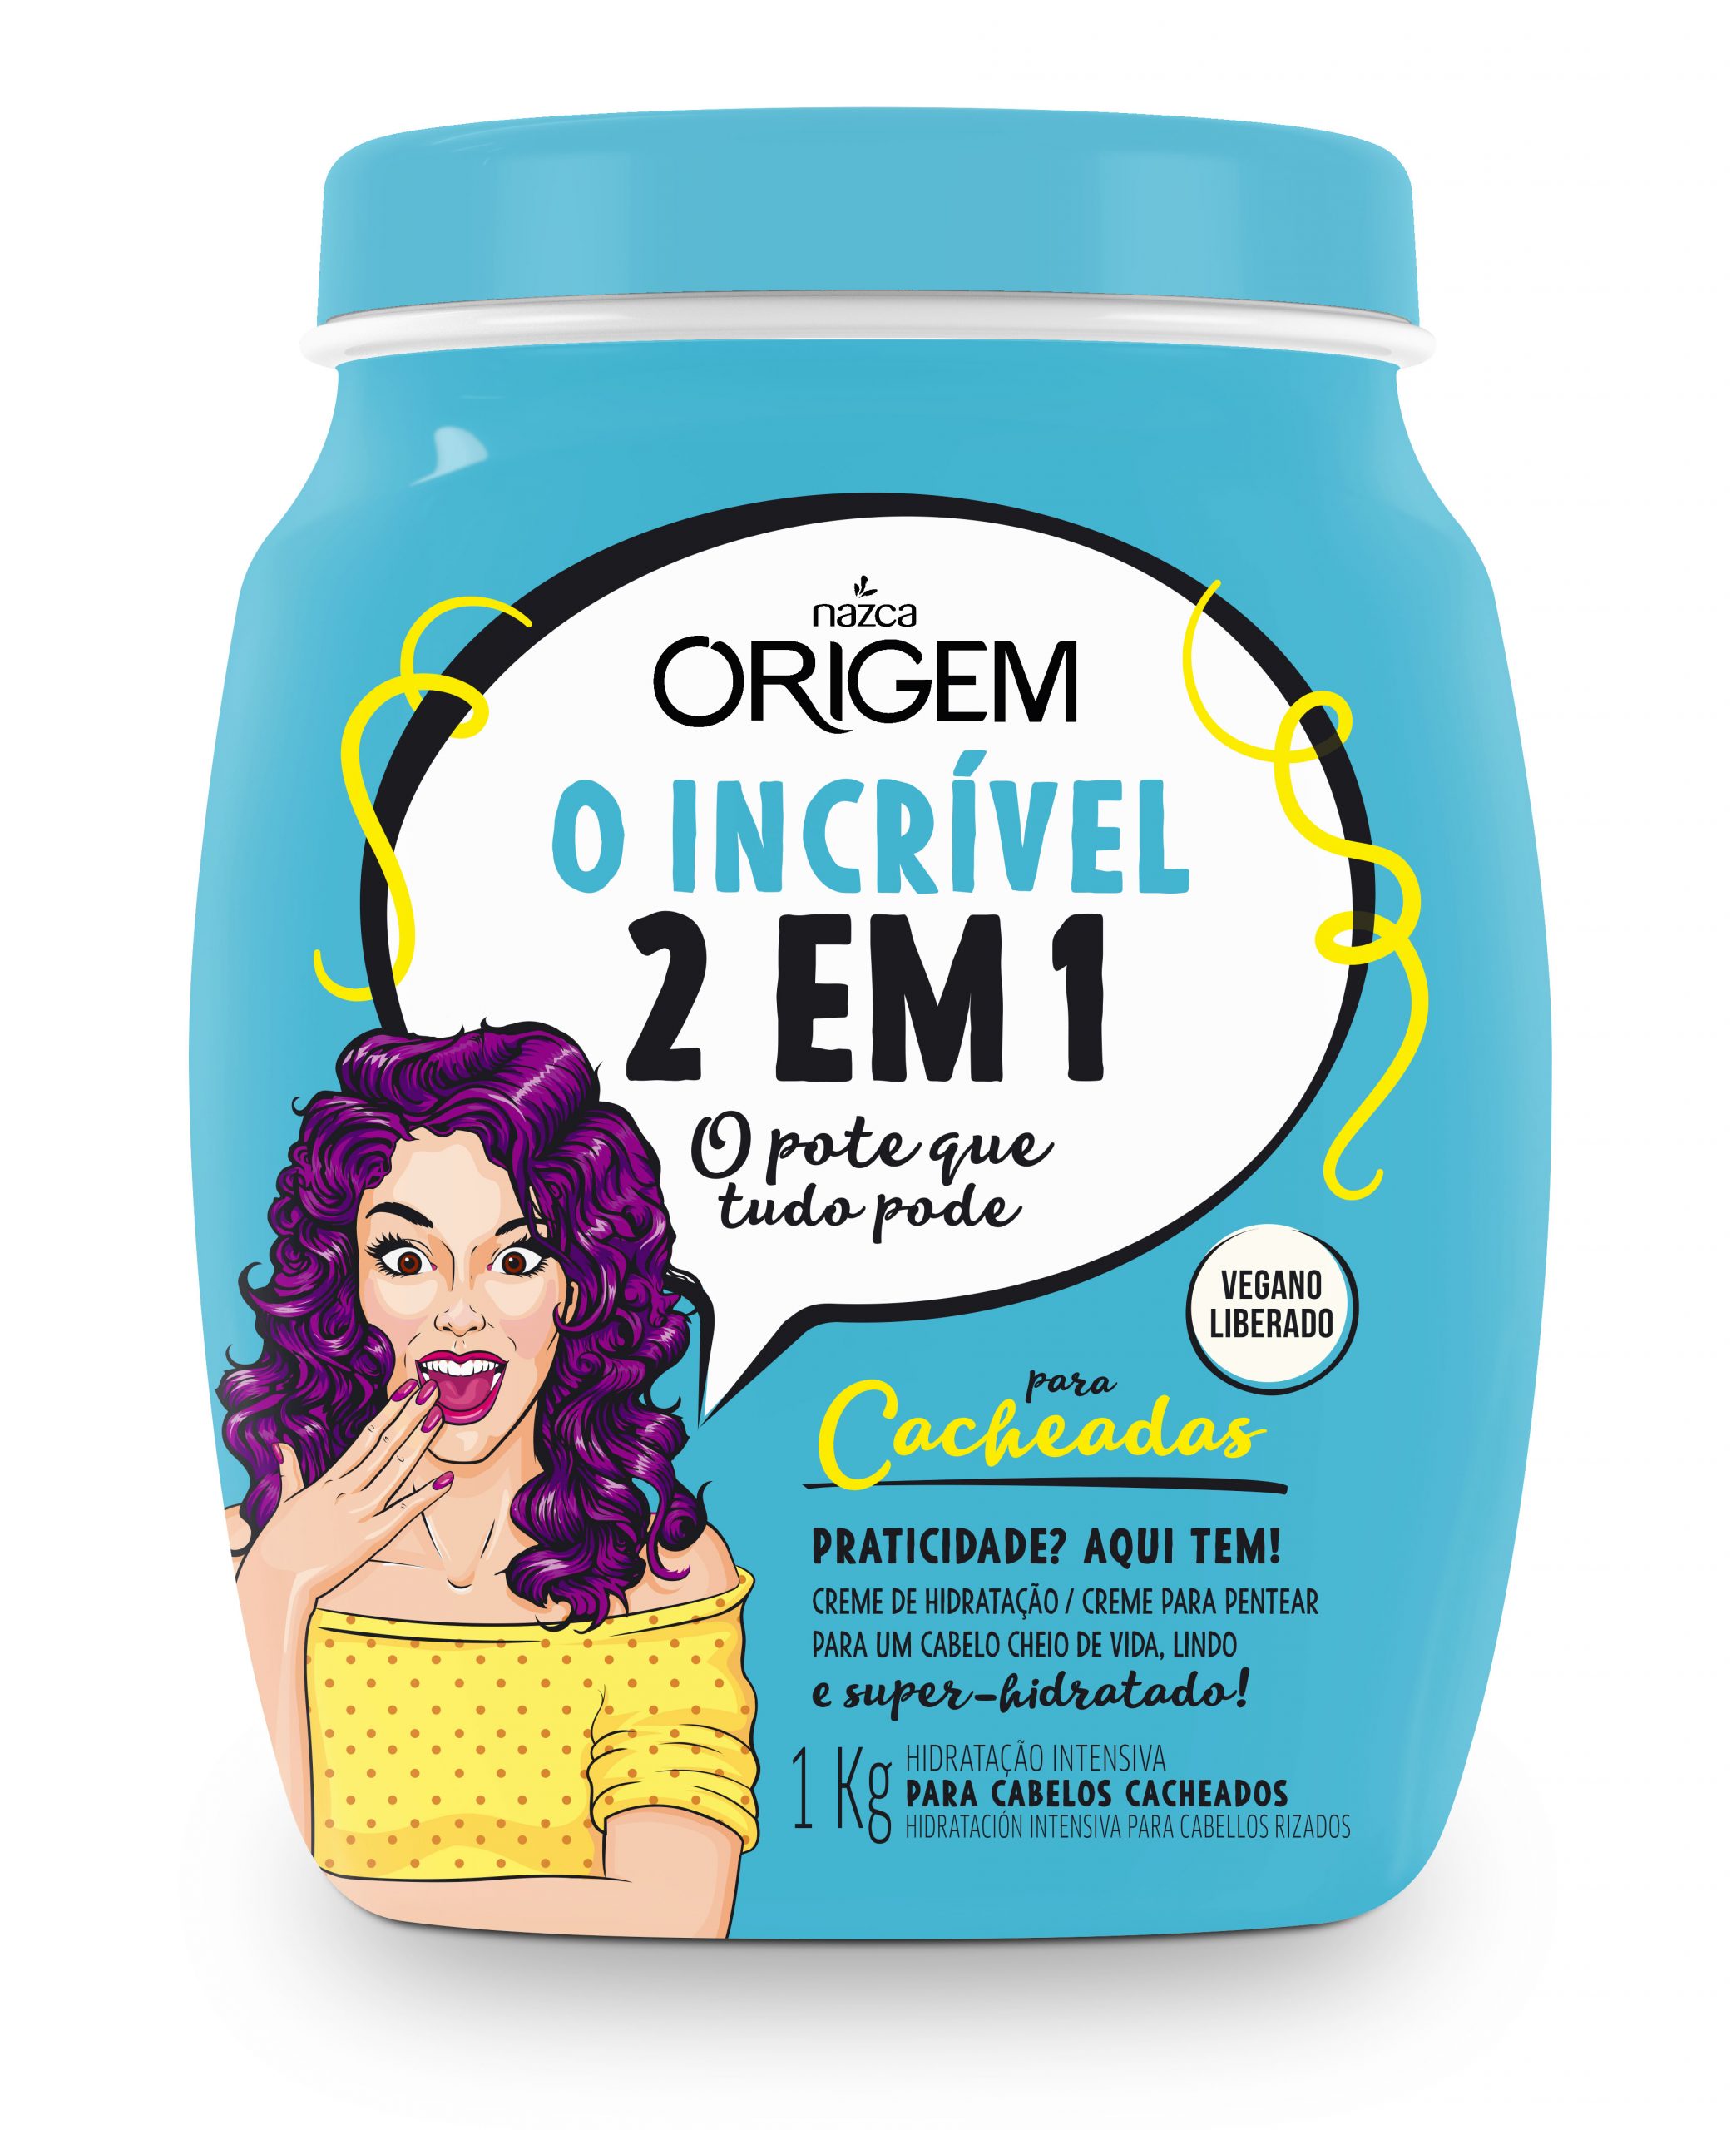 nazca
ORIGEM
O INCRÍVEL
2 EM 1
O pote que
tudo pode
VEGANO
LIBERADO
para
Cacheadas
PRATICIDADE? AQUI TEM!
CREME DE HIDRATAÇÃO / CREME PARA PENTEAR
PARA UM CABELO CHEIO DE VIDA, LINDO
e super-hidratado!
1 Kg
HIDRATAÇÃO INTENSIVA
PARA CABELOS CACHEADOS
HIDRATACIÓN INTENSIVA PARA CABELLOS RIZADOS